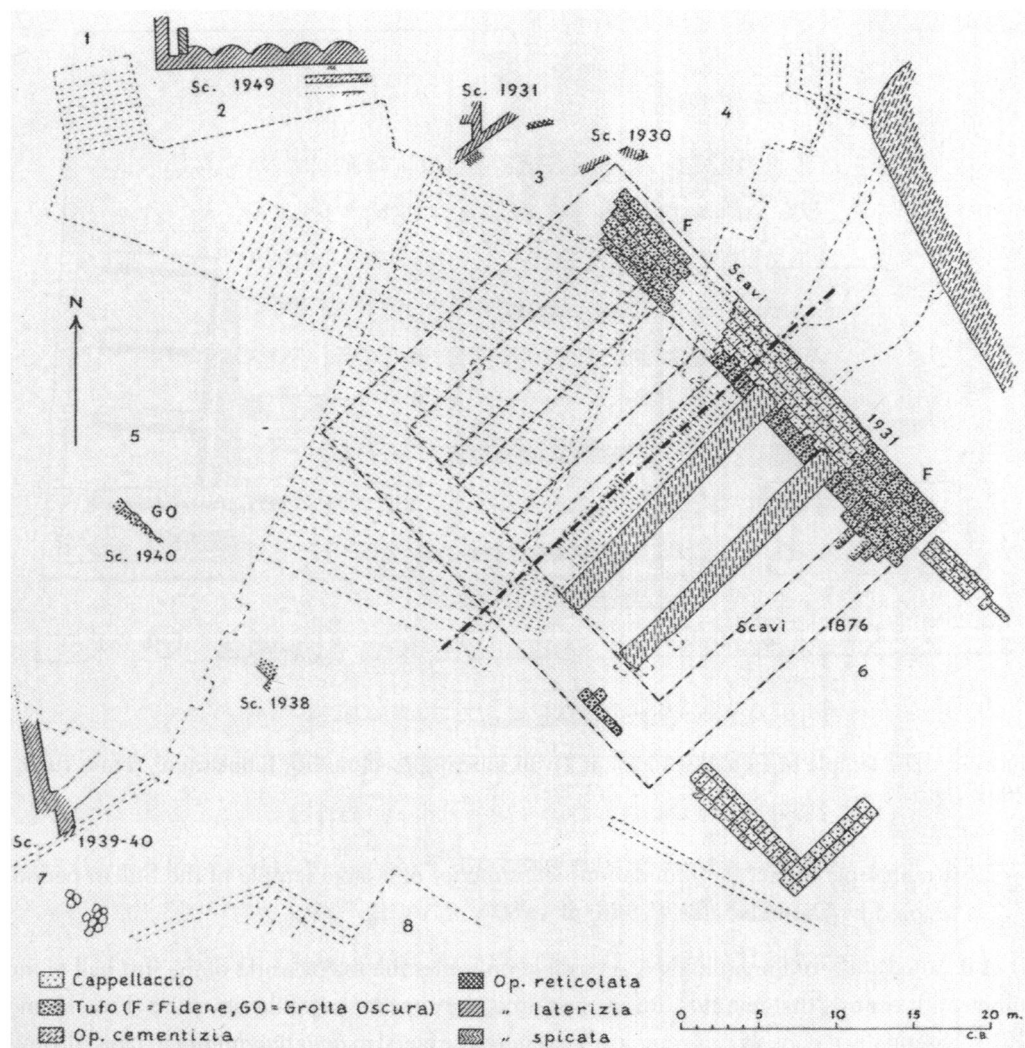 1
Sc. 1949
2
Sc. 1931
4
Sc. 1930
3
F
Scavi
N
1931
5
F
GO
Sc. 1940
Scavi 1876
6
Sc. 1938
Sc. 1939-40
7
8
Cappellaccio
Tufo (F=Fidene, GO=Grotta Oscura)
Op. cementizia
Op. reticolata
" laterizia
" spicata
0 5 10 15 20 m.
C.B.